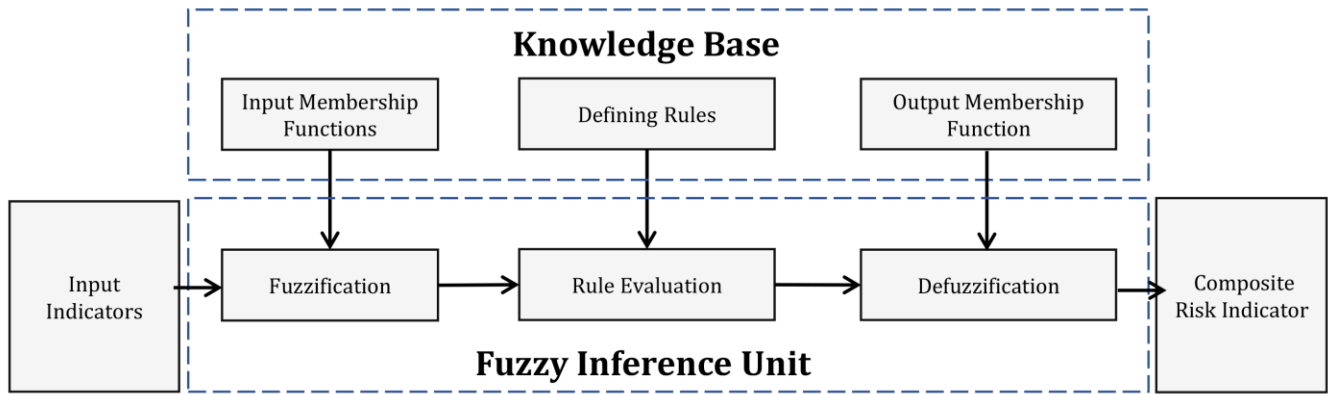 Knowledge Base
Input Membership
Functions
Defining Rules
Output Membership
Function
Input
Indicators
Fuzzification
Rule Evaluation
Defuzzification
Composite
Risk Indicator
Fuzzy Inference Unit